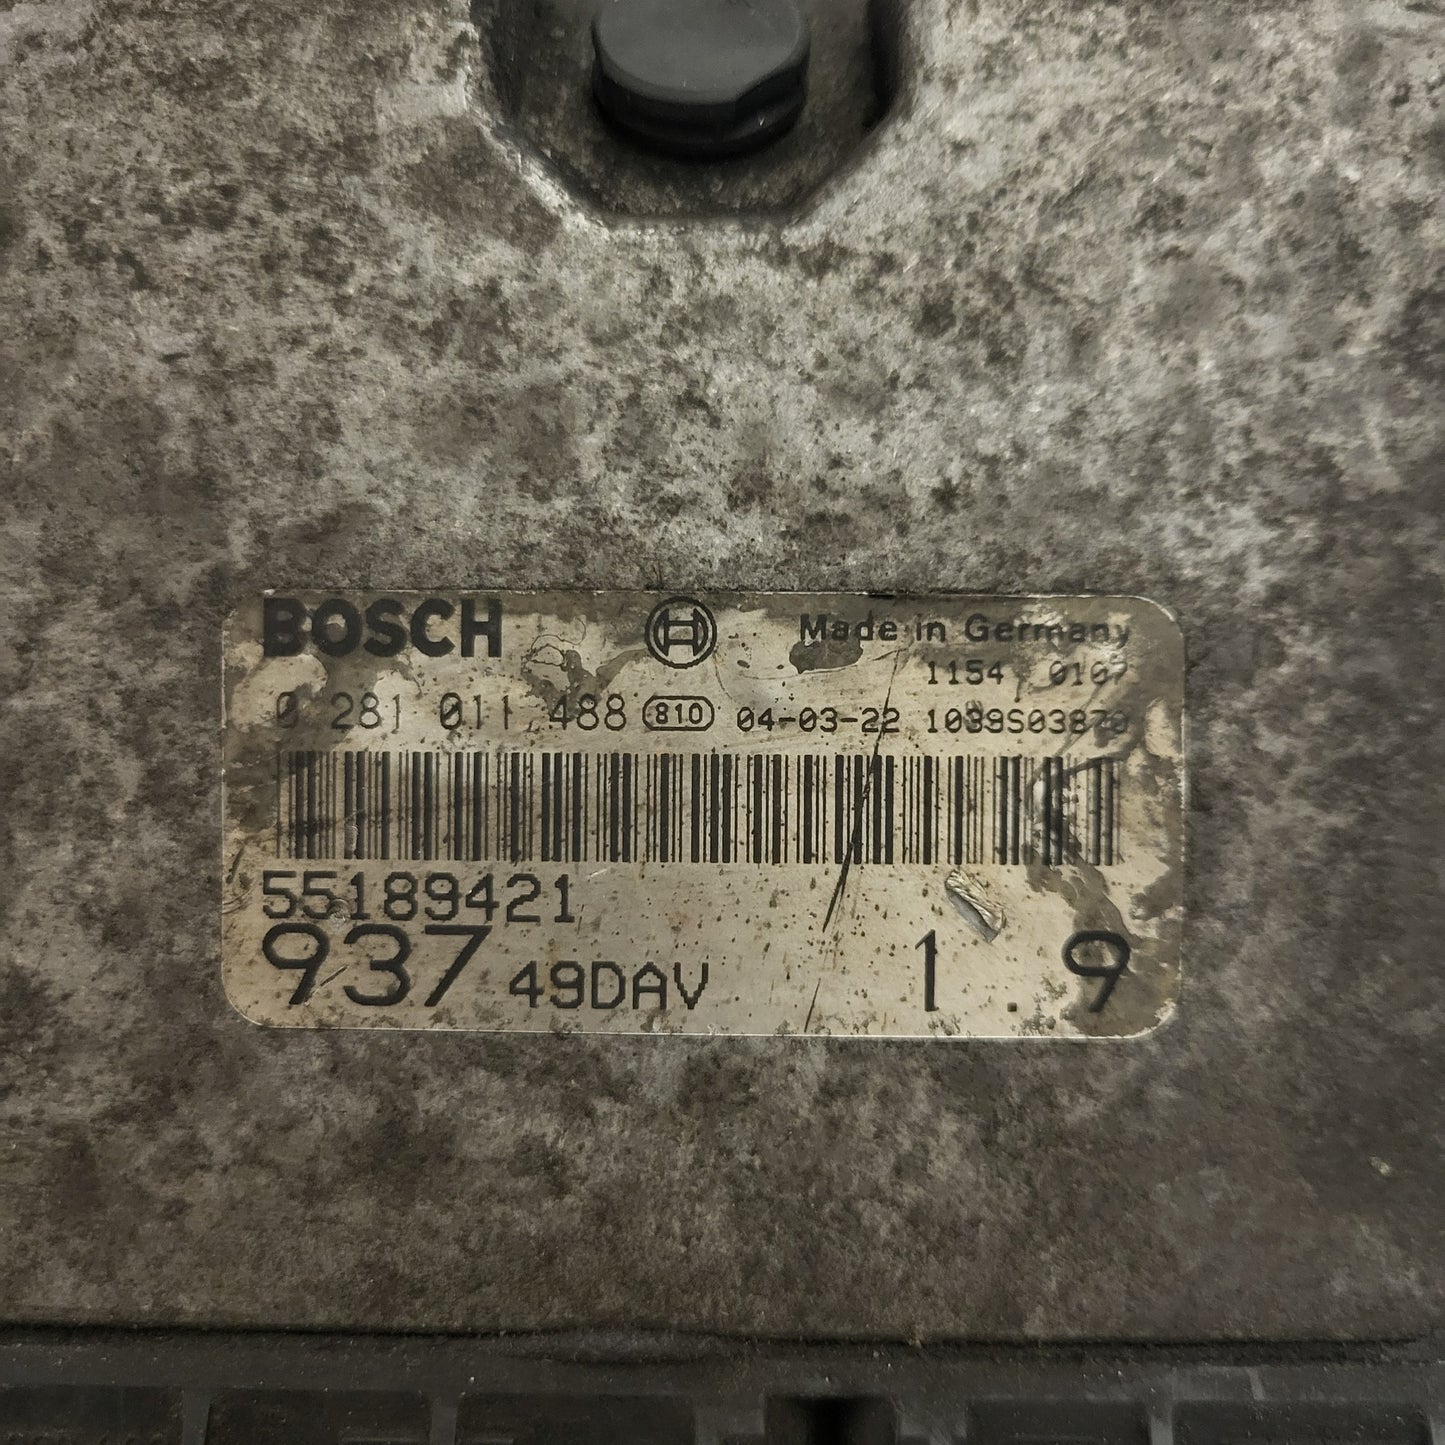 BOSCH Made in Germany
1154 0107
0 281 011 488 810 04-03-22 1039S03870
55189421
937 49DAV 1.9